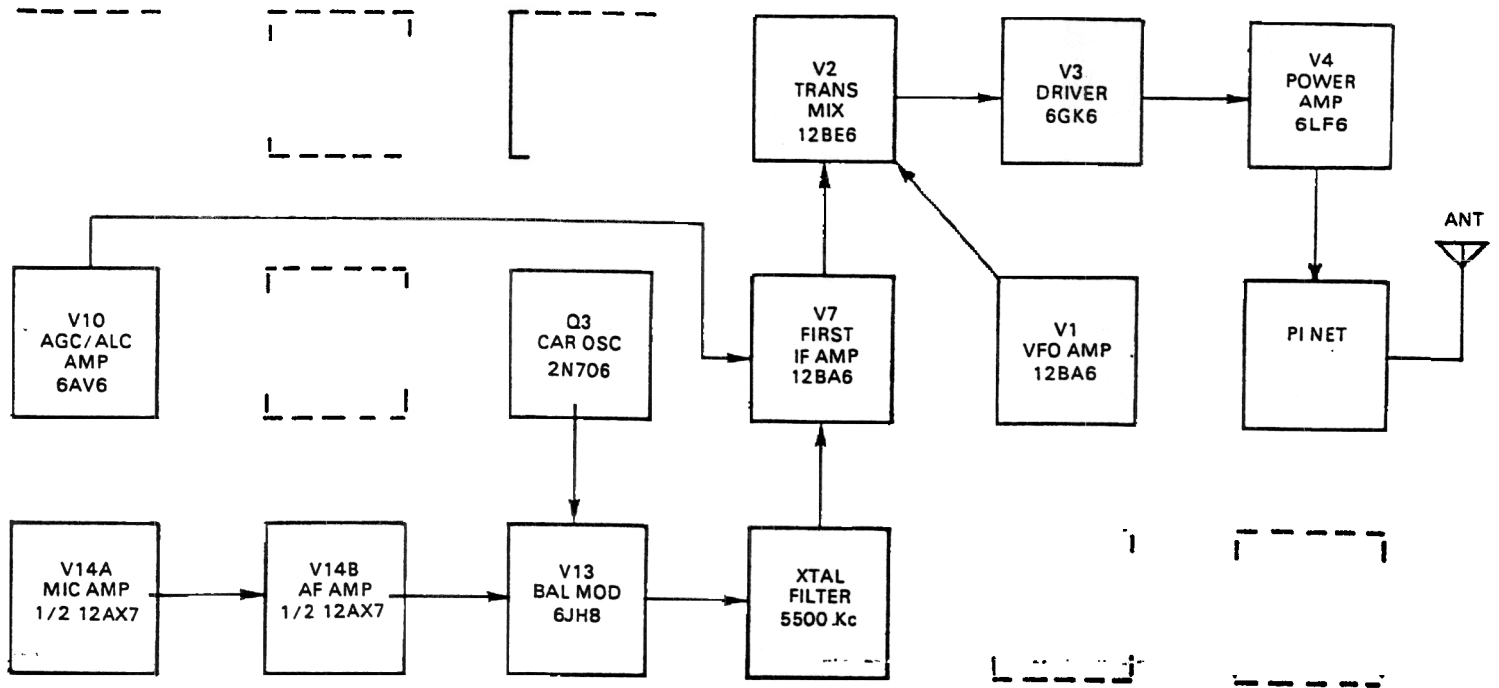 V2
TRANS
MIX
12BE6
V3
DRIVER
6GK6
V4
POWER
AMP
6LF6
ANT
V10
AGC/ALC
AMP
6AV6
Q3
CAR OSC
2N706
V7
FIRST
IF AMP
12BA6
V1
VFO AMP
12BA6
PI NET
V14A
MIC AMP
1/2 12AX7
V14B
AF AMP
1/2 12AX7
V13
BAL MOD
6JH8
XTAL
FILTER
5500 Kc